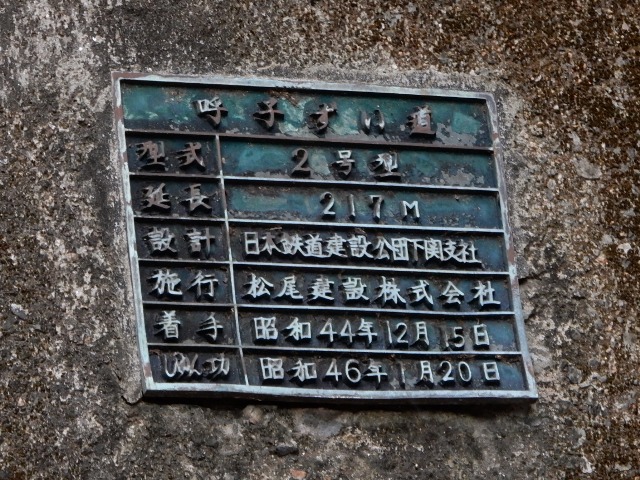 呼子ずい道
型式 2号型
延長 217M
設計 日本鉄道建設公団下関支社
施行 松尾建設株式会社
着手 昭和44年12月15日
しゅん功 昭和46年1月20日